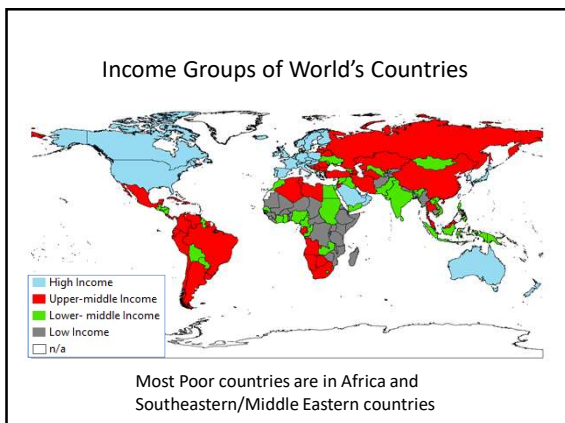 Income Groups of World's Countries
High Income
Upper-middle Income
Lower- middle Income
Low Income
n/a
Most Poor countries are in Africa and
Southeastern/Middle Eastern countries